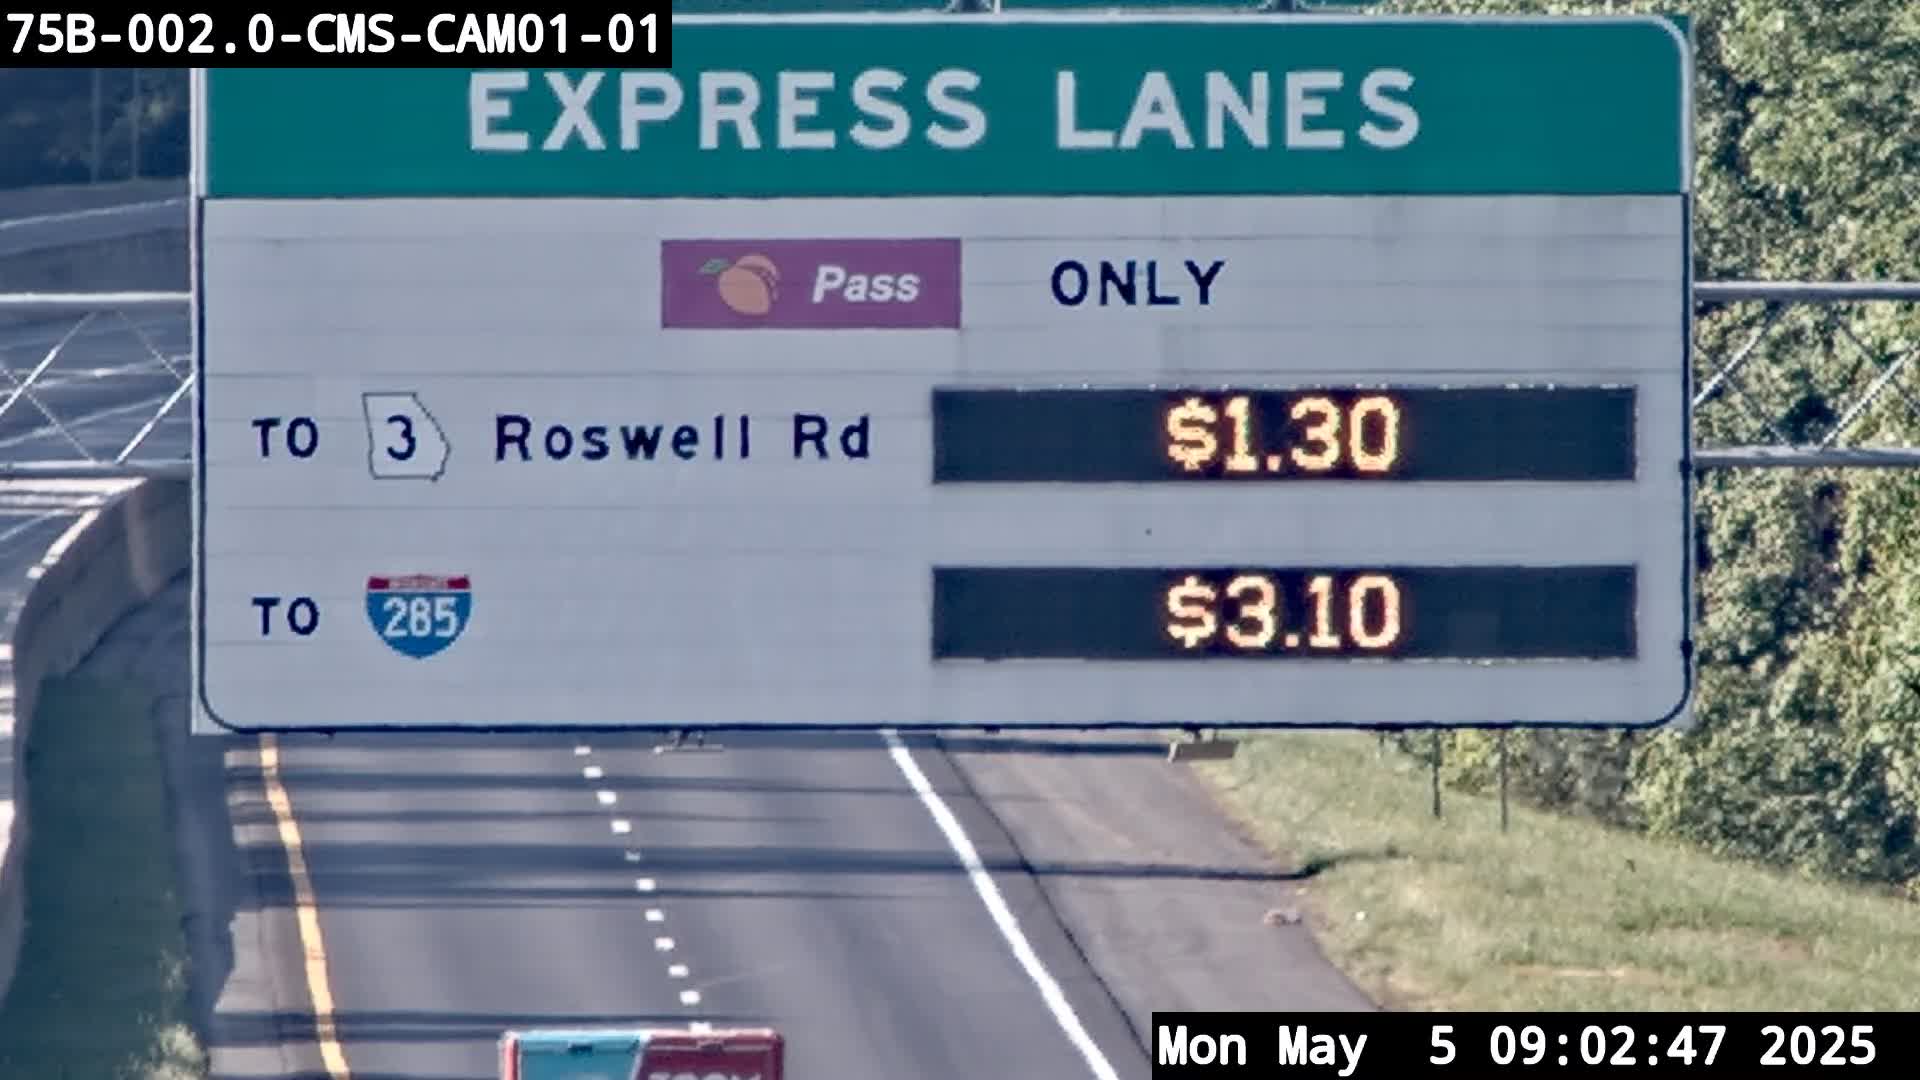 75B-002.0-CMS-CAM01-01
EXPRESS LANES
Pass ONLY
TO 3 Roswell Rd $1.30
TO 285 $3.10
Mon May 5 09:02:47 2025